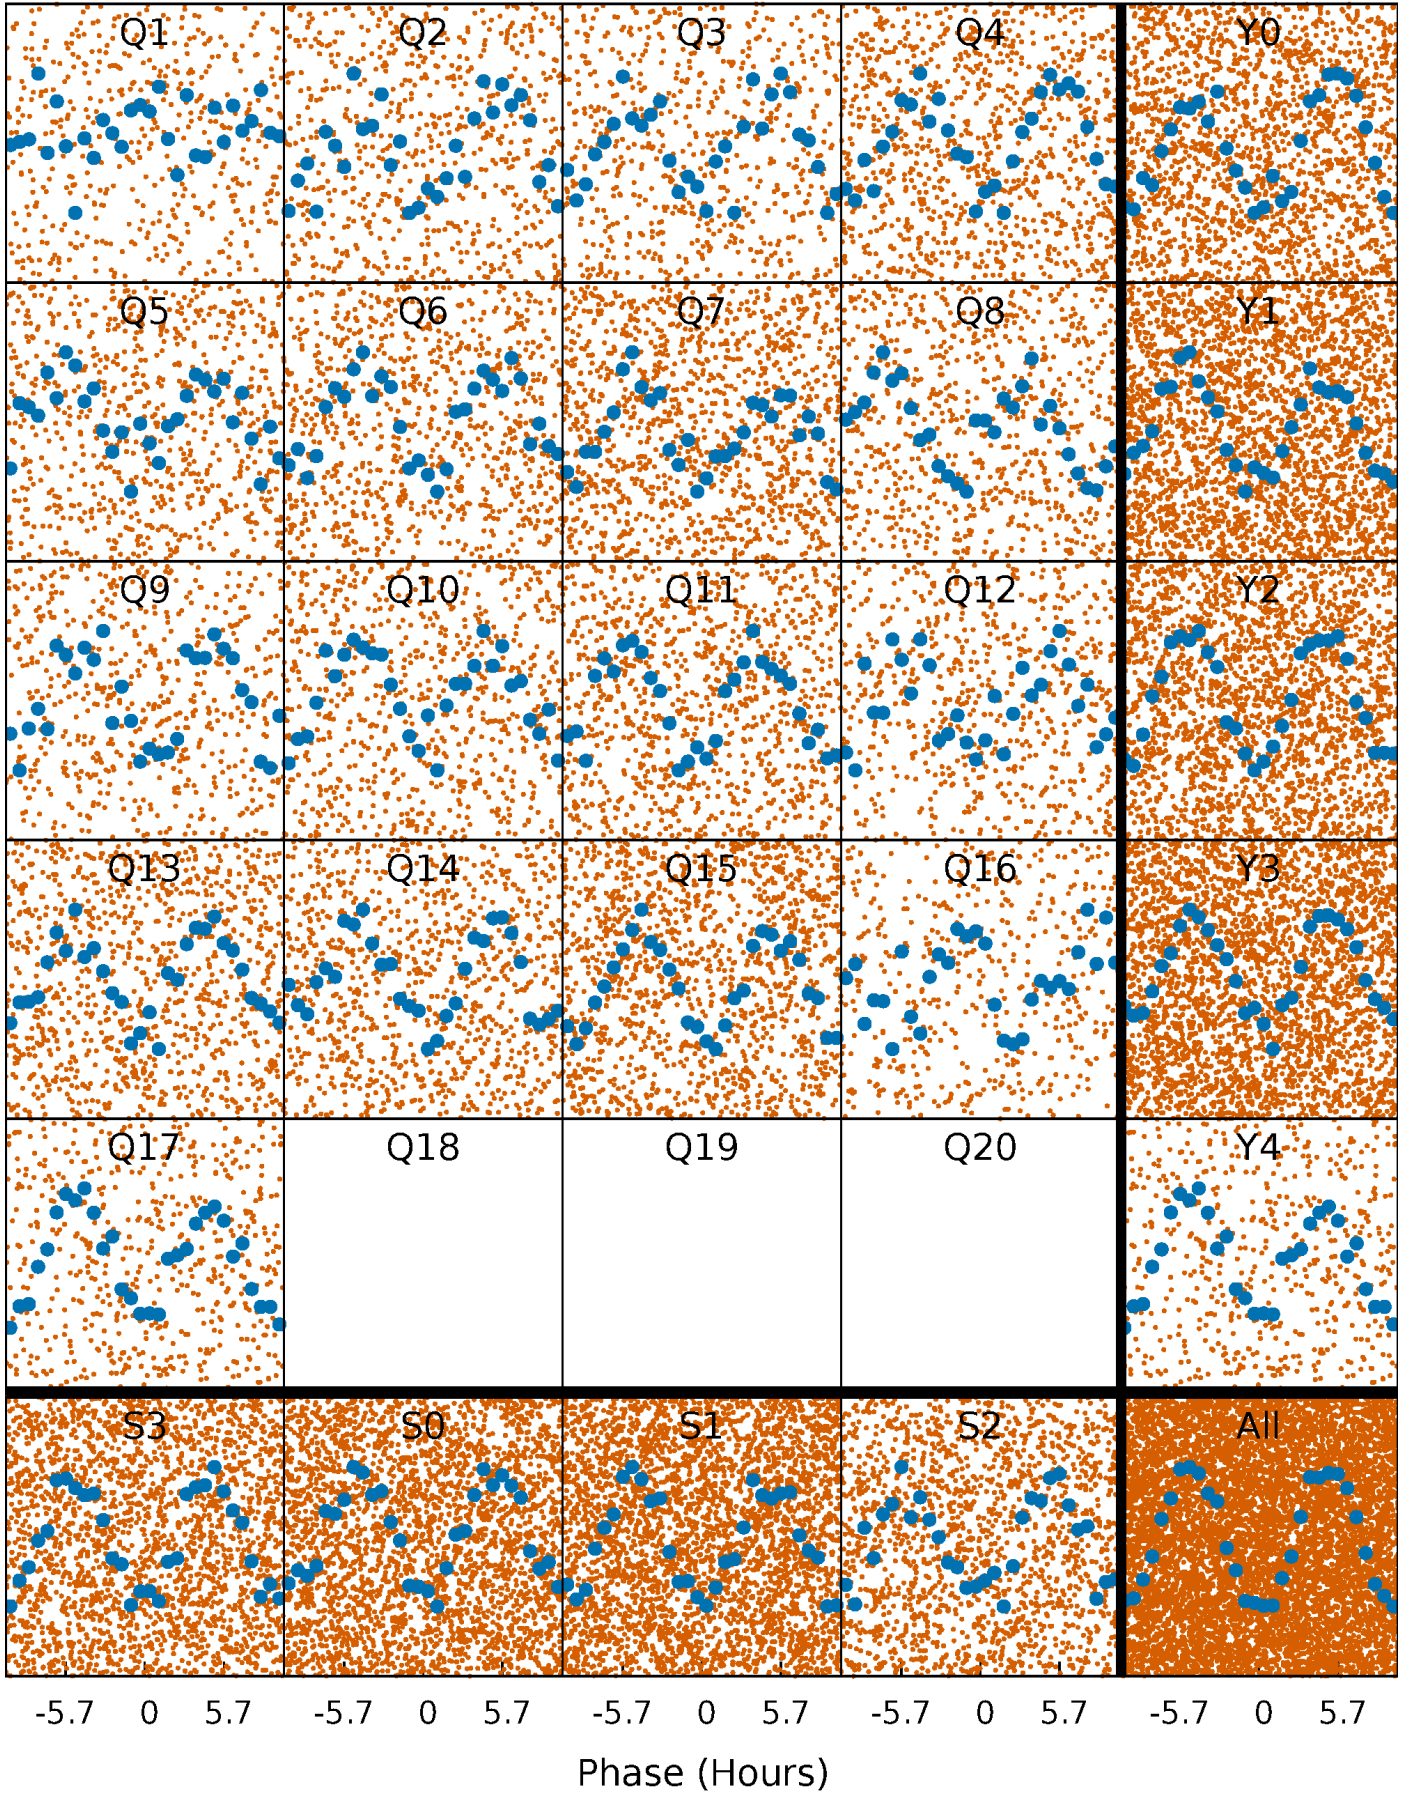 Q1 Q2 Q3 Q4 Y0
Q5 Q6 Q7 Q8 Y1
Q9 Q10 Q11 Q12 Y2
Q13 Q14 Q15 Q16 Y3
Q17 Q18 Q19 Q20 Y4
S3 S0 S1 S2 All
-5.7 0 5.7 -5.7 0 5.7 -5.7 0 5.7 -5.7 0 5.7 -5.7 0 5.7
Phase (Hours)